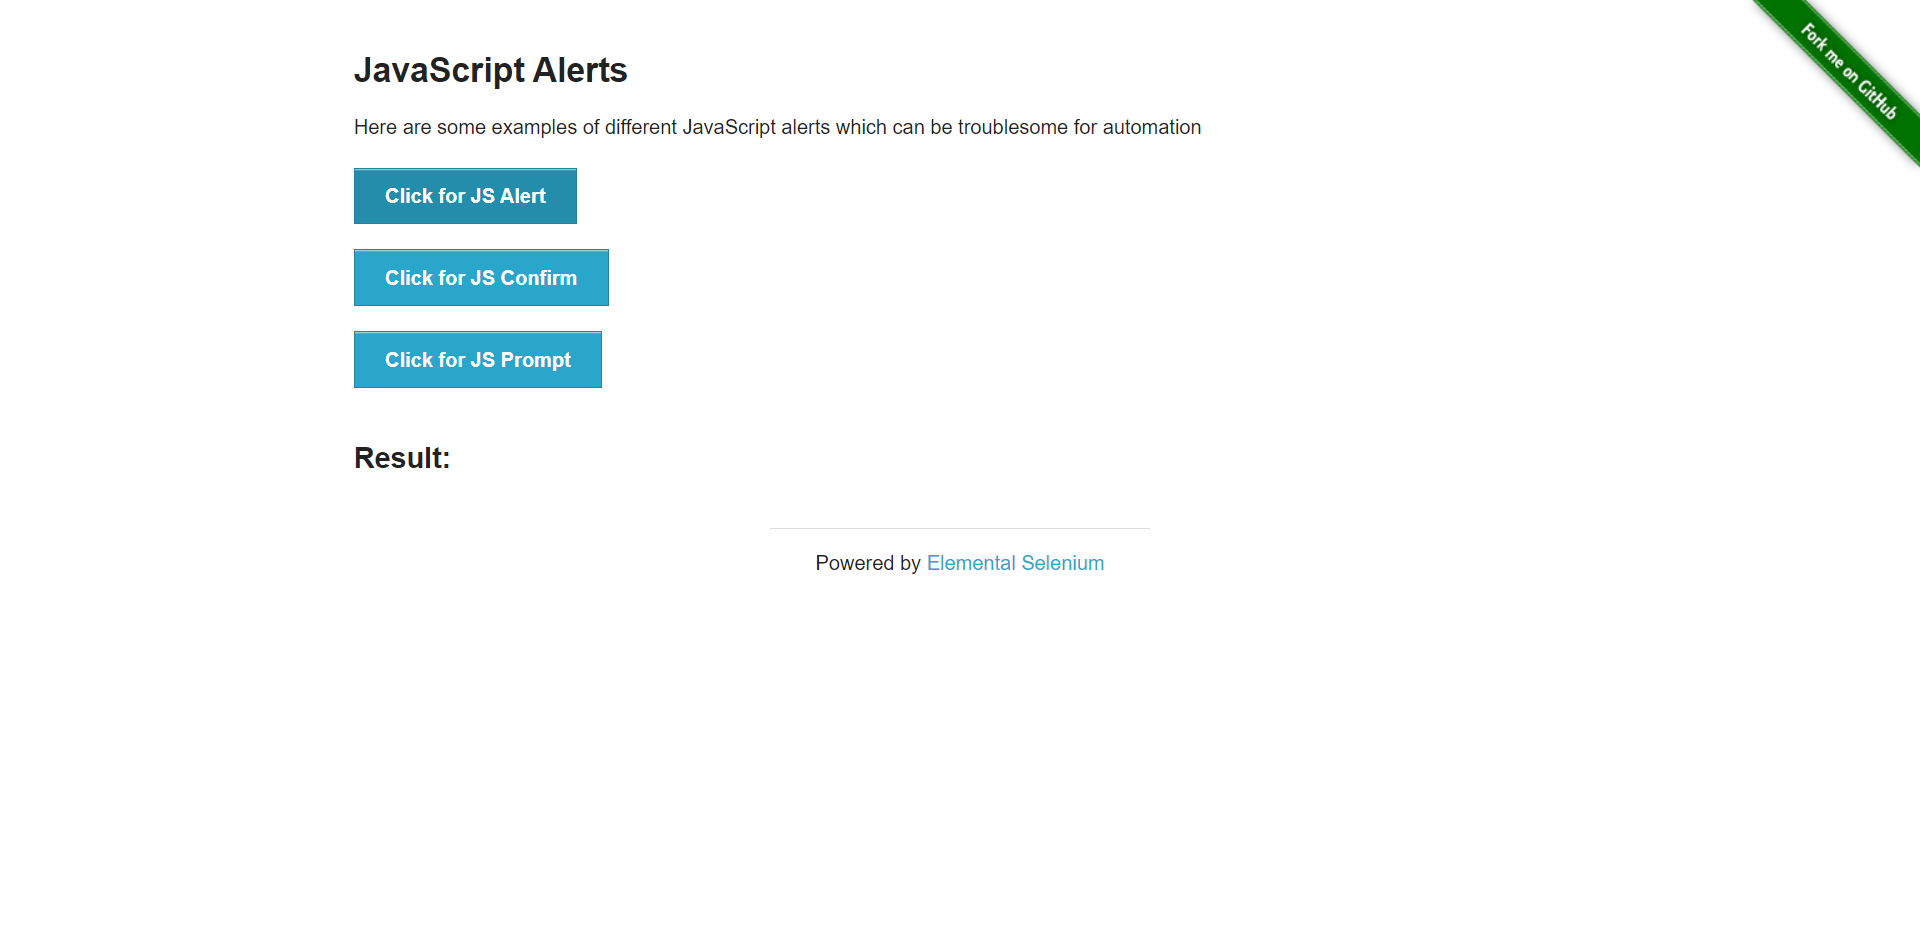 JavaScript Alerts
Here are some examples of different JavaScript alerts which can be troublesome for automation
Click for JS Alert
Click for JS Confirm
Click for JS Prompt
Result:
Powered by Elemental Selenium
Fork me on GitHub